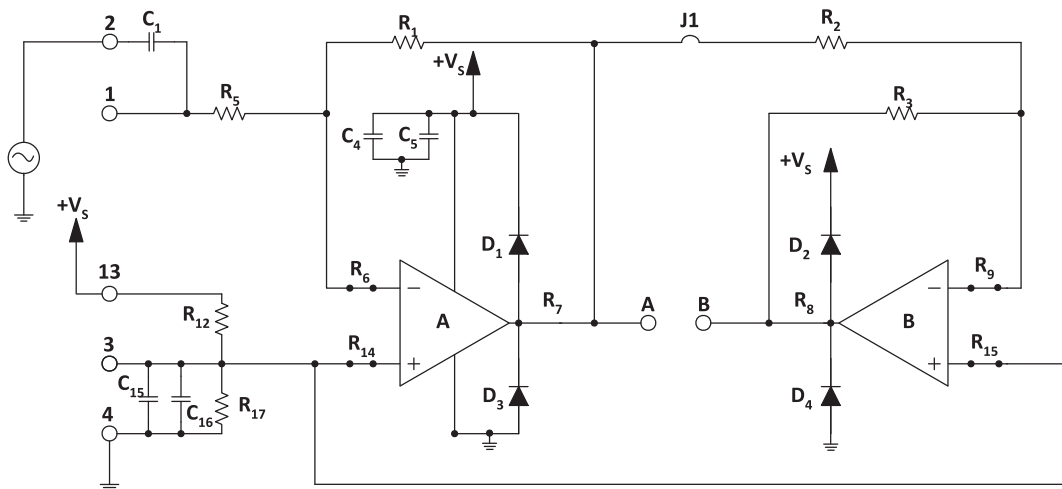 2
C1
R1
J1
R2
+VS
1
R5
R3
C4
C5
+VS
+VS
D1
D2
13
R6
R9
R12
A
R7
A
B
R8
B
3
R14
R15
C15
C16
R17
D3
D4
4